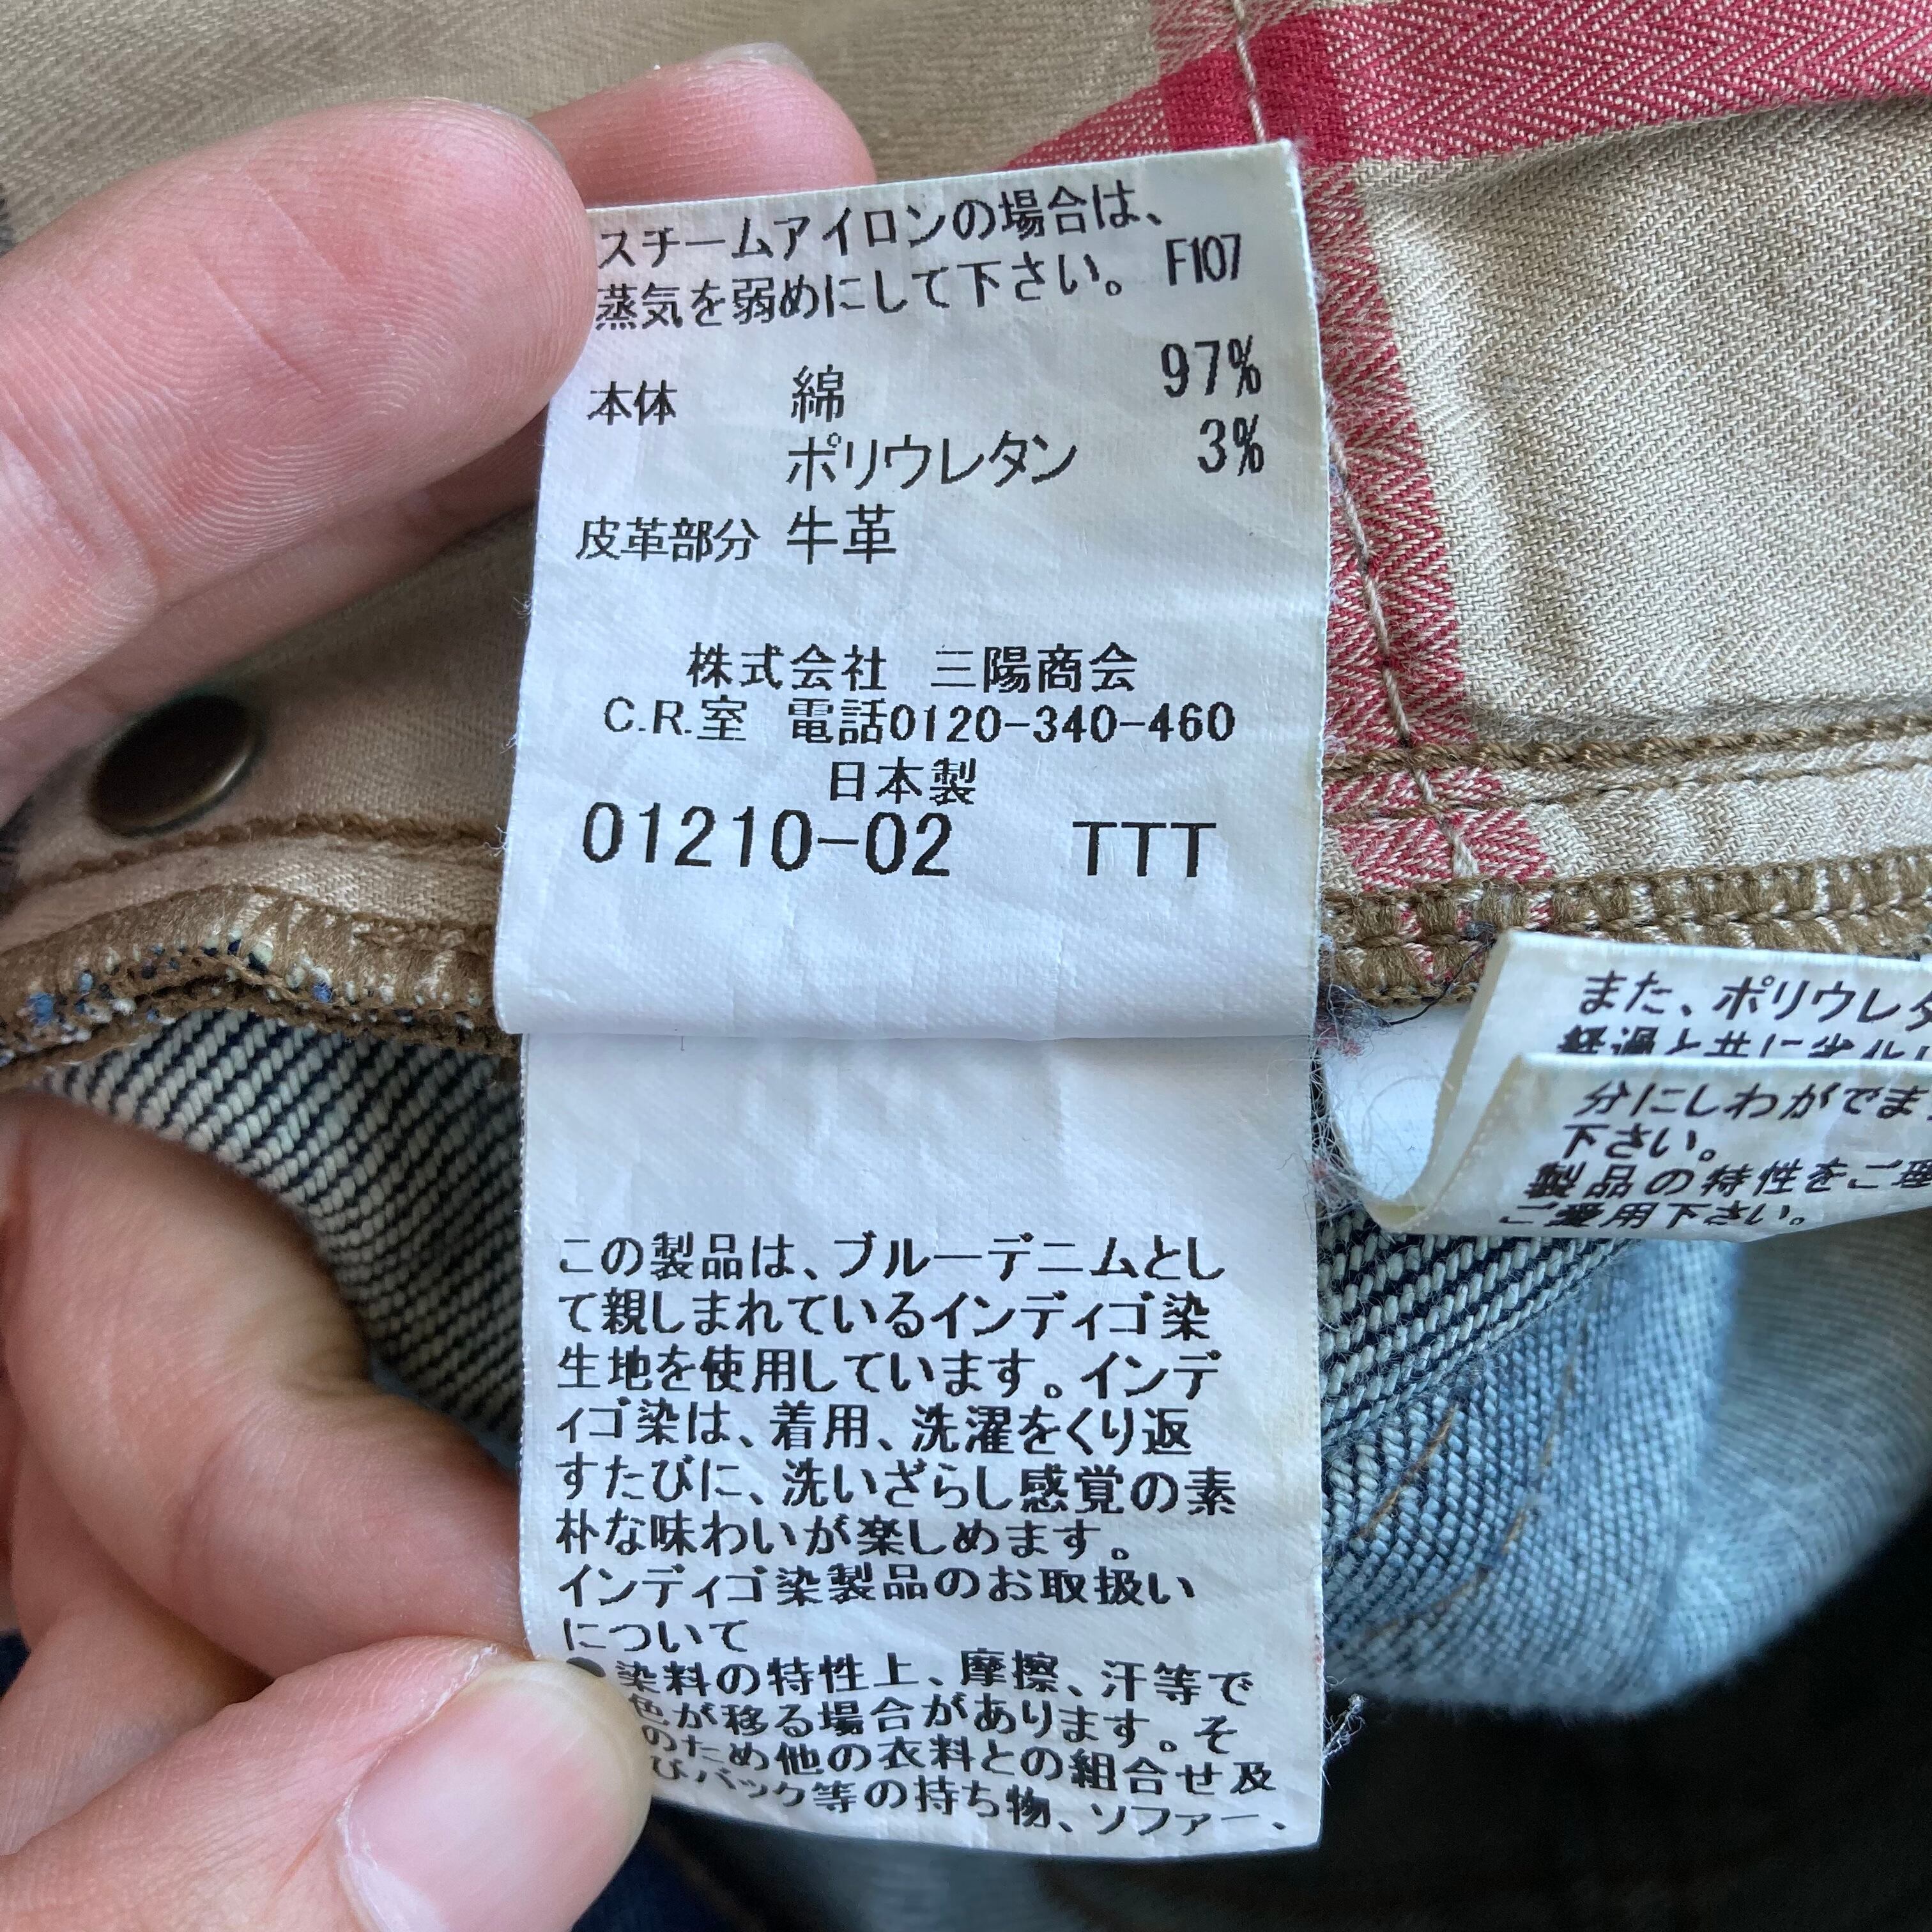 スチームアイロンの場合は、
蒸気を弱めにして下さい。 F107
本体 綿 97%
ポリウレタン 3%
皮革部分 牛革
株式会社 三陽商会
C.R.室 電話0120-340-460
日本製
01210-02 TTT
この製品は、ブルーデニムとし
て親しまれているインディゴ染
生地を使用しています。インデ
ィゴ染は、着用、洗濯をくり返
すたびに、洗いざらし感覚の素
朴な味わいが楽しめます。
インディゴ染製品のお取扱い
について
●染料の特性上、摩擦、汗等で
色が移る場合があります。そ
のため他の衣料との組合せ及
びバック等の持ち物、ソファー、
また、ポリウレタ
経過と共に劣化し
分にしわができま
下さい。
製品の特性をご理
ご愛用下さい。